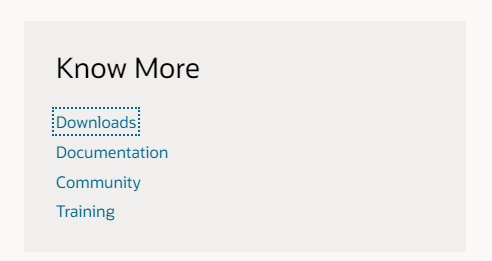 Know More
Downloads
Documentation
Community
Training